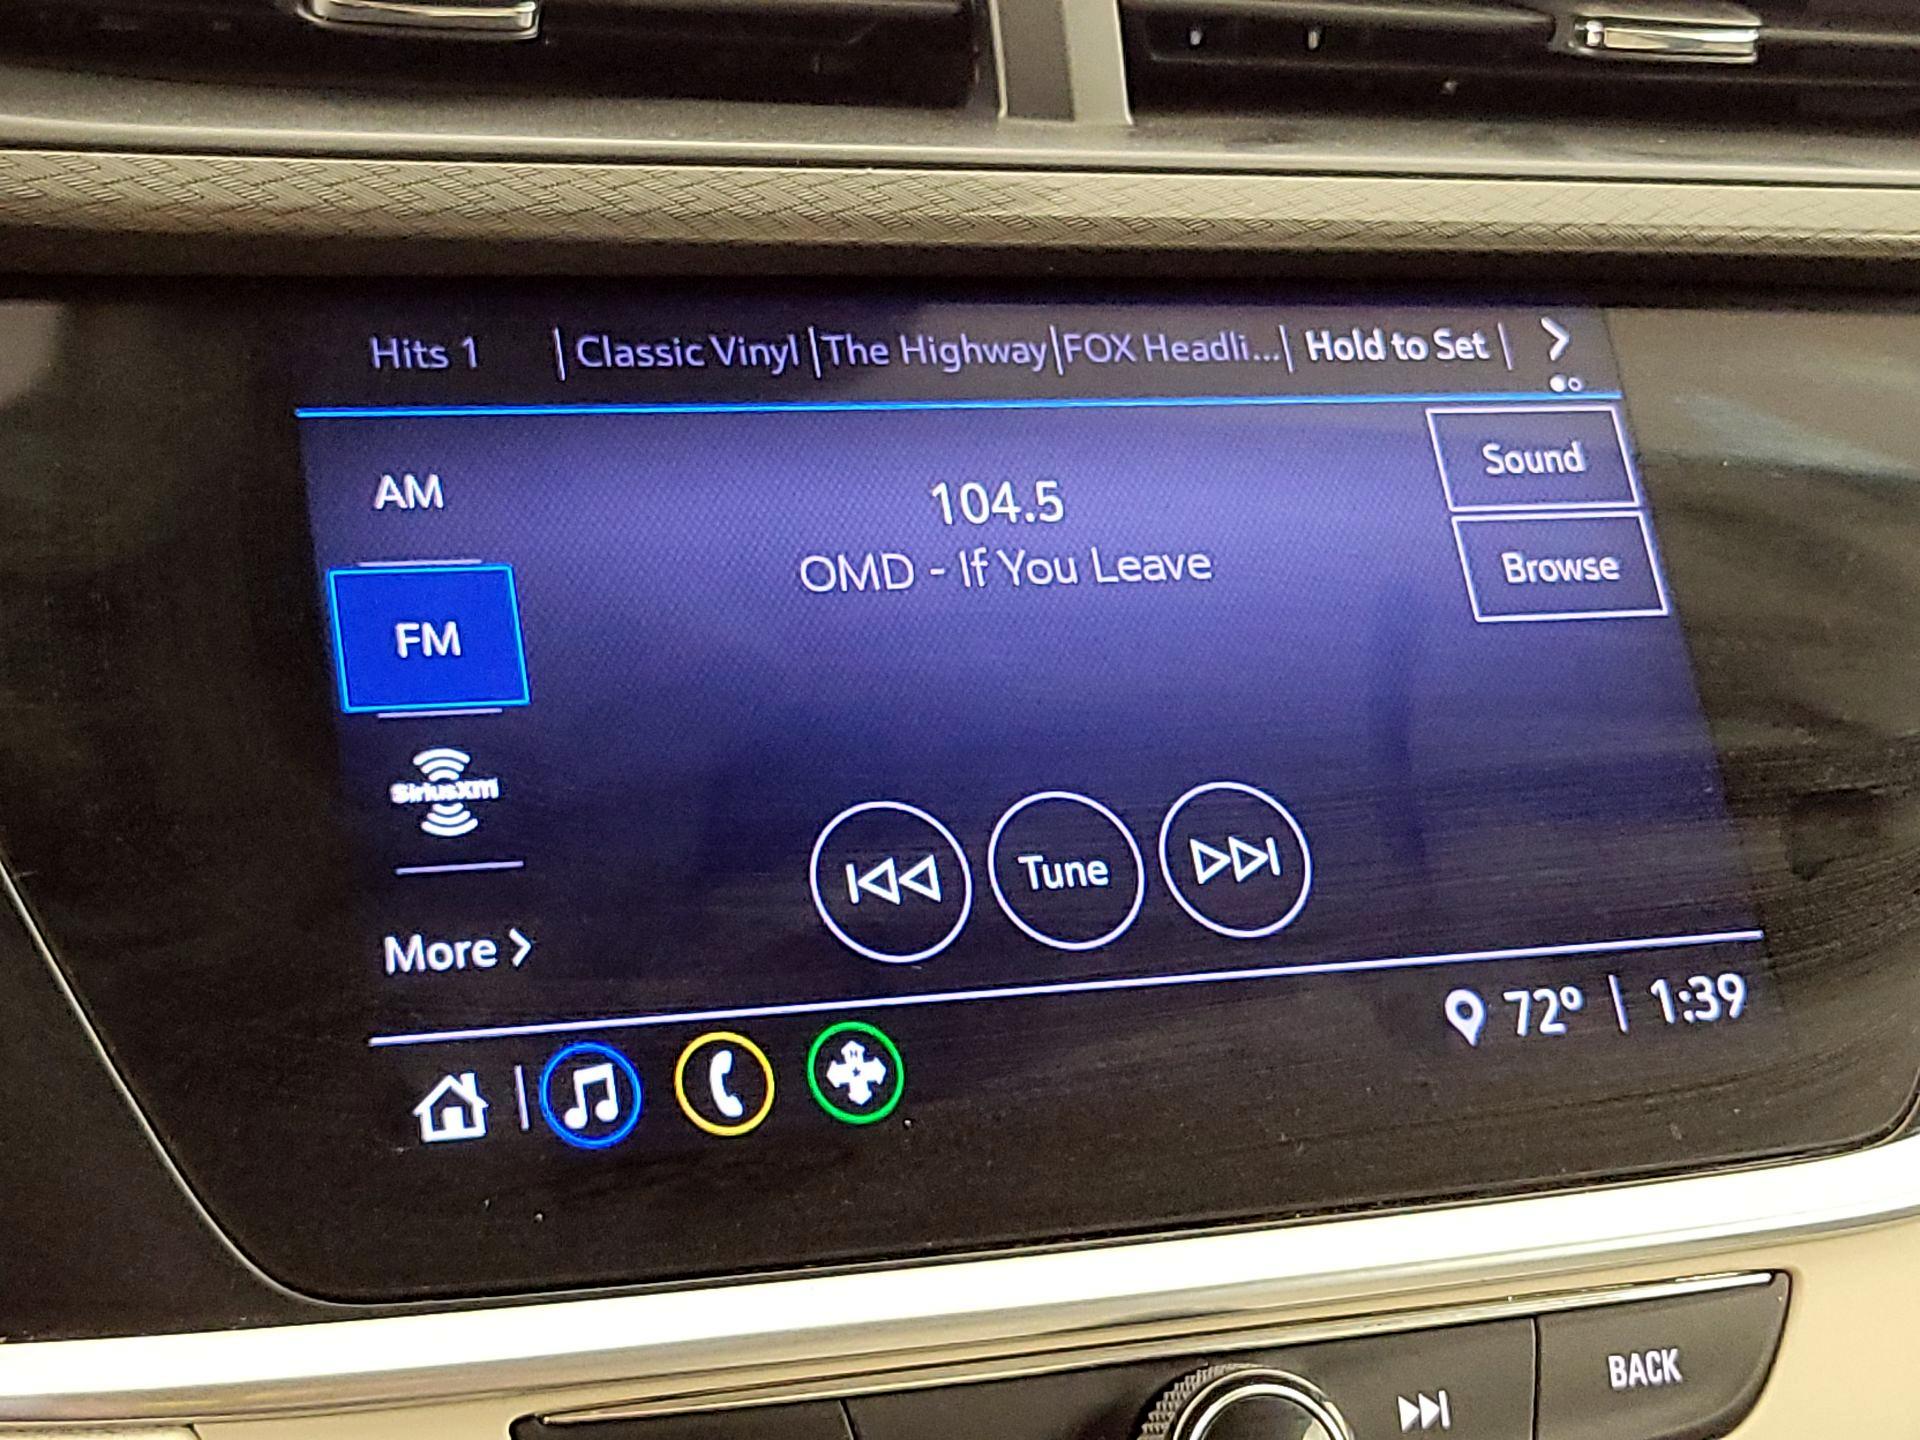 Hits 1 | Classic Vinyl | The Highway | FOX Headli... | Hold to Set |
Sound
AM
104.5
OMD - If You Leave
Browse
FM
SiriusXM
Tune
More
72° | 1:39
N
BACK